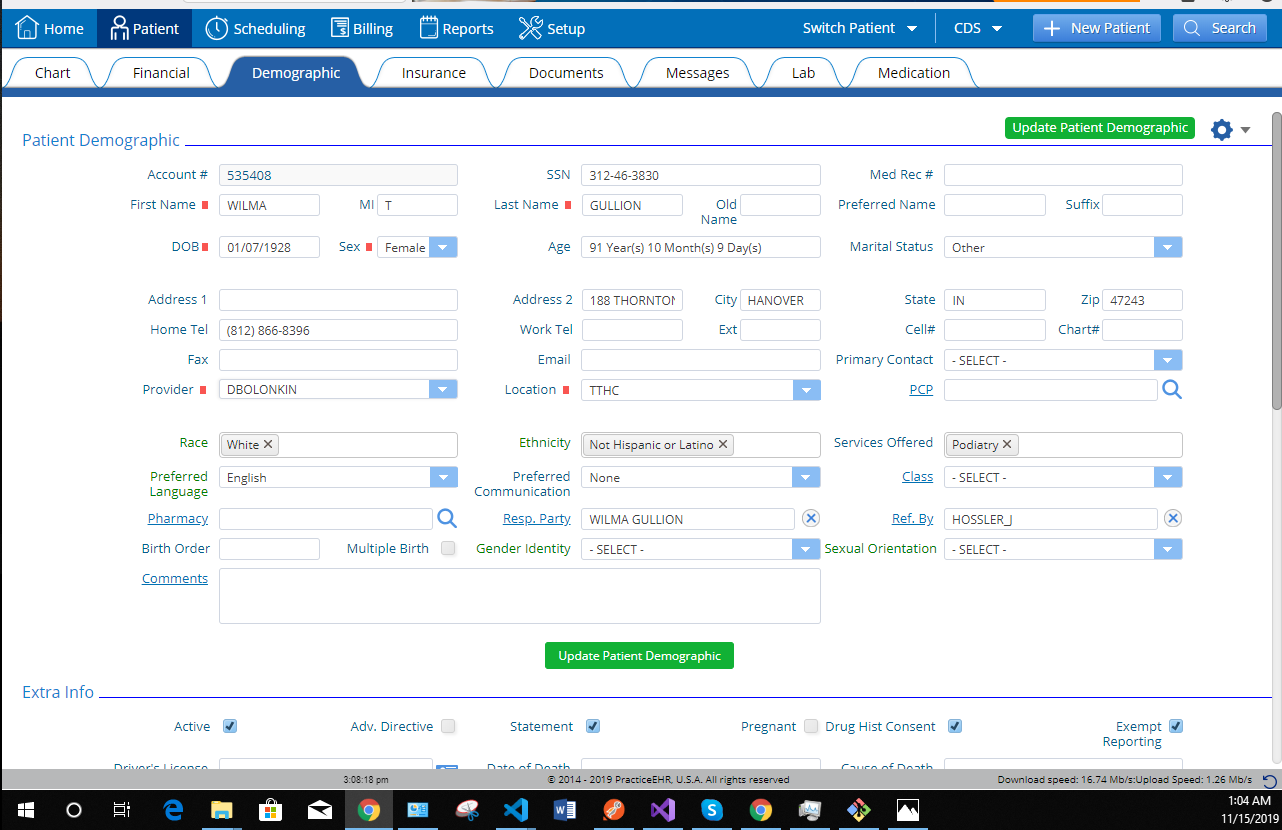 Home Patient Scheduling Billing Reports Setup Switch Patient CDS New Patient Search
Chart Financial Demographic Insurance Documents Messages Lab Medication
Update Patient Demographic
Patient Demographic
Account # 535408 SSN 312-46-3830 Med Rec #
First Name WILMA MI T Last Name GULLION Old Name Preferred Name Suffix
DOB 01/07/1928 Sex Female Age 91 Year(s) 10 Month(s) 9 Day(s) Marital Status Other
Address 1 Address 2 188 THORNTON City HANOVER State IN Zip 47243
Home Tel (812) 866-8396 Work Tel Ext Cell# Chart#
Fax Email Primary Contact - SELECT -
Provider DBOLONKIN Location TTHC PCP
Race White Ethnicity Not Hispanic or Latino Services Offered Podiatry
Preferred Language English Preferred Communication None Class - SELECT -
Pharmacy Resp. Party WILMA GULLION Ref. By HOSSLER_J
Birth Order Multiple Birth Gender Identity - SELECT - Sexual Orientation - SELECT -
Comments
Update Patient Demographic
Extra Info
Active Adv. Directive Statement Pregnant Drug Hist Consent Exempt Reporting
Driver's License Date of Death Cause of Death
3:08:18 pm © 2014 - 2019 PracticeEHR, U.S.A. All rights reserved Download speed: 16.74 Mb/s:Upload Speed: 1.26 Mb/s
1:04 AM
11/15/2019